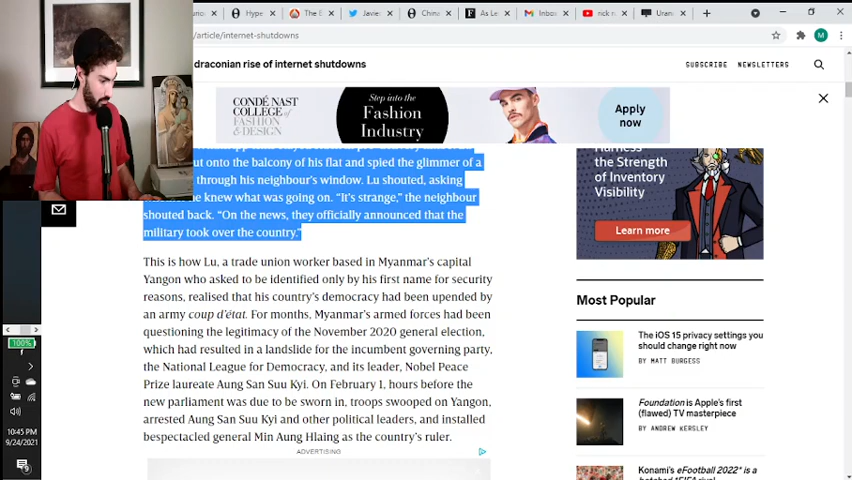 Hype
The E
Javie
China
As Le
Inbox
rick r
Uran
/article/internet-shutdowns
M
draconian rise of internet shutdowns
SUBSCRIBE NEWSLETTERS
CONDÉ NAST
COLLEGE of
FASHION
& DESIGN
Step into the
Fashion
Industry
Apply
now
ut onto the balcony of his flat and spied the glimmer of a
through his neighbour's window. Lu shouted, asking
e knew what was going on. “It's strange,” the neighbour
shouted back. “On the news, they officially announced that the
military took over the country.”
This is how Lu, a trade union worker based in Myanmar's capital
Yangon who asked to be identified only by his first name for security
reasons, realised that his country's democracy had been upended by
an army coup d'état. For months, Myanmar's armed forces had been
questioning the legitimacy of the November 2020 general election,
which had resulted in a landslide for the incumbent governing party,
the National League for Democracy, and its leader, Nobel Peace
Prize laureate Aung San Suu Kyi. On February 1, hours before the
new parliament was due to be sworn in, troops swooped on Yangon,
arrested Aung San Suu Kyi and other political leaders, and installed
bespectacled general Min Aung Hlaing as the country's ruler.
ADVERTISING
Harness
the Strength
of Inventory
Visibility
Learn more
Most Popular
The iOS 15 privacy settings you
should change right now
BY MATT BURGESS
Foundation is Apple's first
(flawed) TV masterpiece
BY ANDREW KERSLEY
Konami's eFootball 2022* is a
100%
10:45 PM
9/24/2021